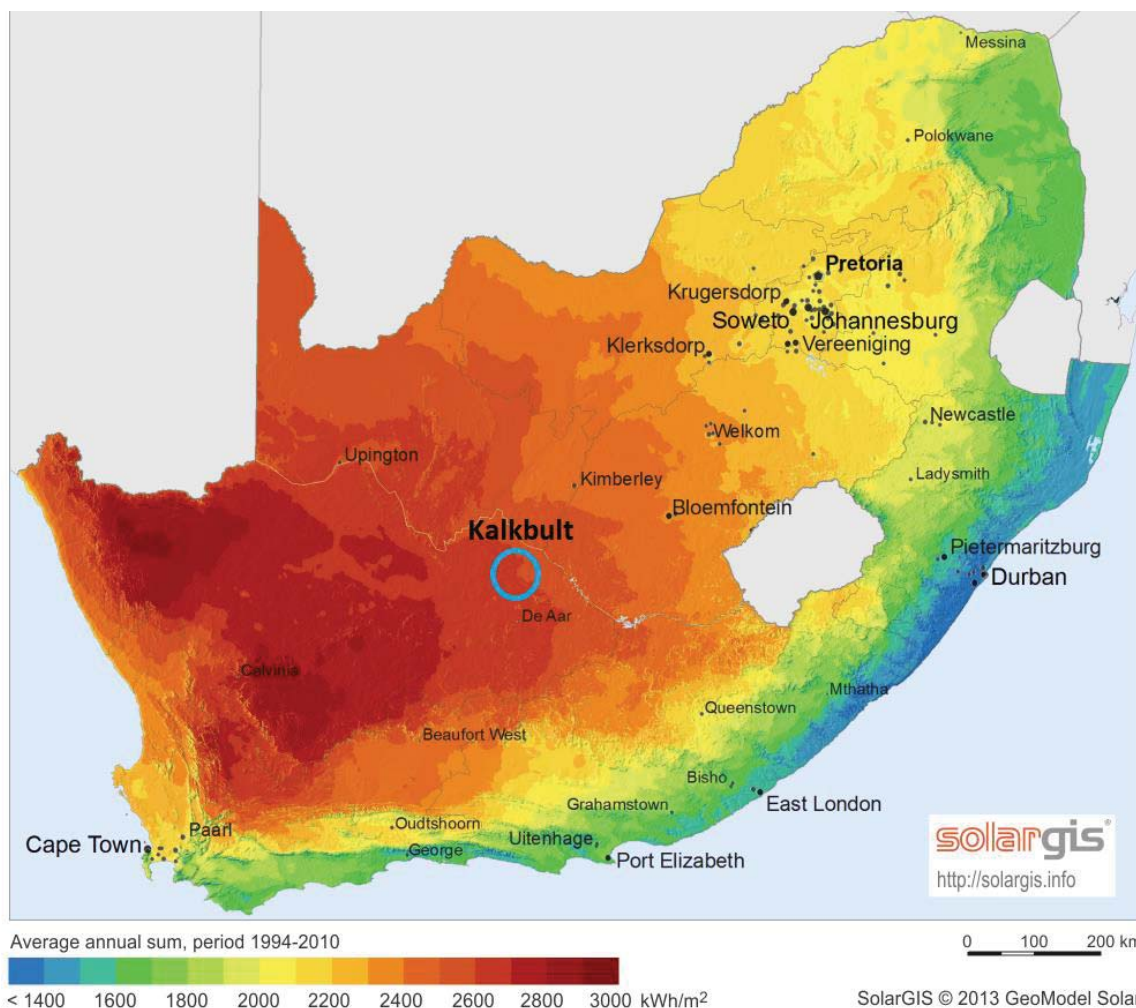 Messina
Polokwane
Pretoria
Krugersdorp
Soweto
Johannesburg
Klerksdorp
Vereeniging
Newcastle
Welkom
Upington
Ladysmith
Kimberley
Bloemfontein
Kalkbult
Pietermaritzburg
Durban
De Aar
Calvinia
Mthatha
Queenstown
Beaufort West
Bisho
East London
Grahamstown
Oudtshoorn
Paarl
Uitenhage
Cape Town
George
Port Elizabeth
solargis®
http://solargis.info
Average annual sum, period 1994-2010
0 100 200 km
< 1400 1600 1800 2000 2200 2400 2600 2800 3000 kWh/m²
SolarGIS © 2013 GeoModel Sola